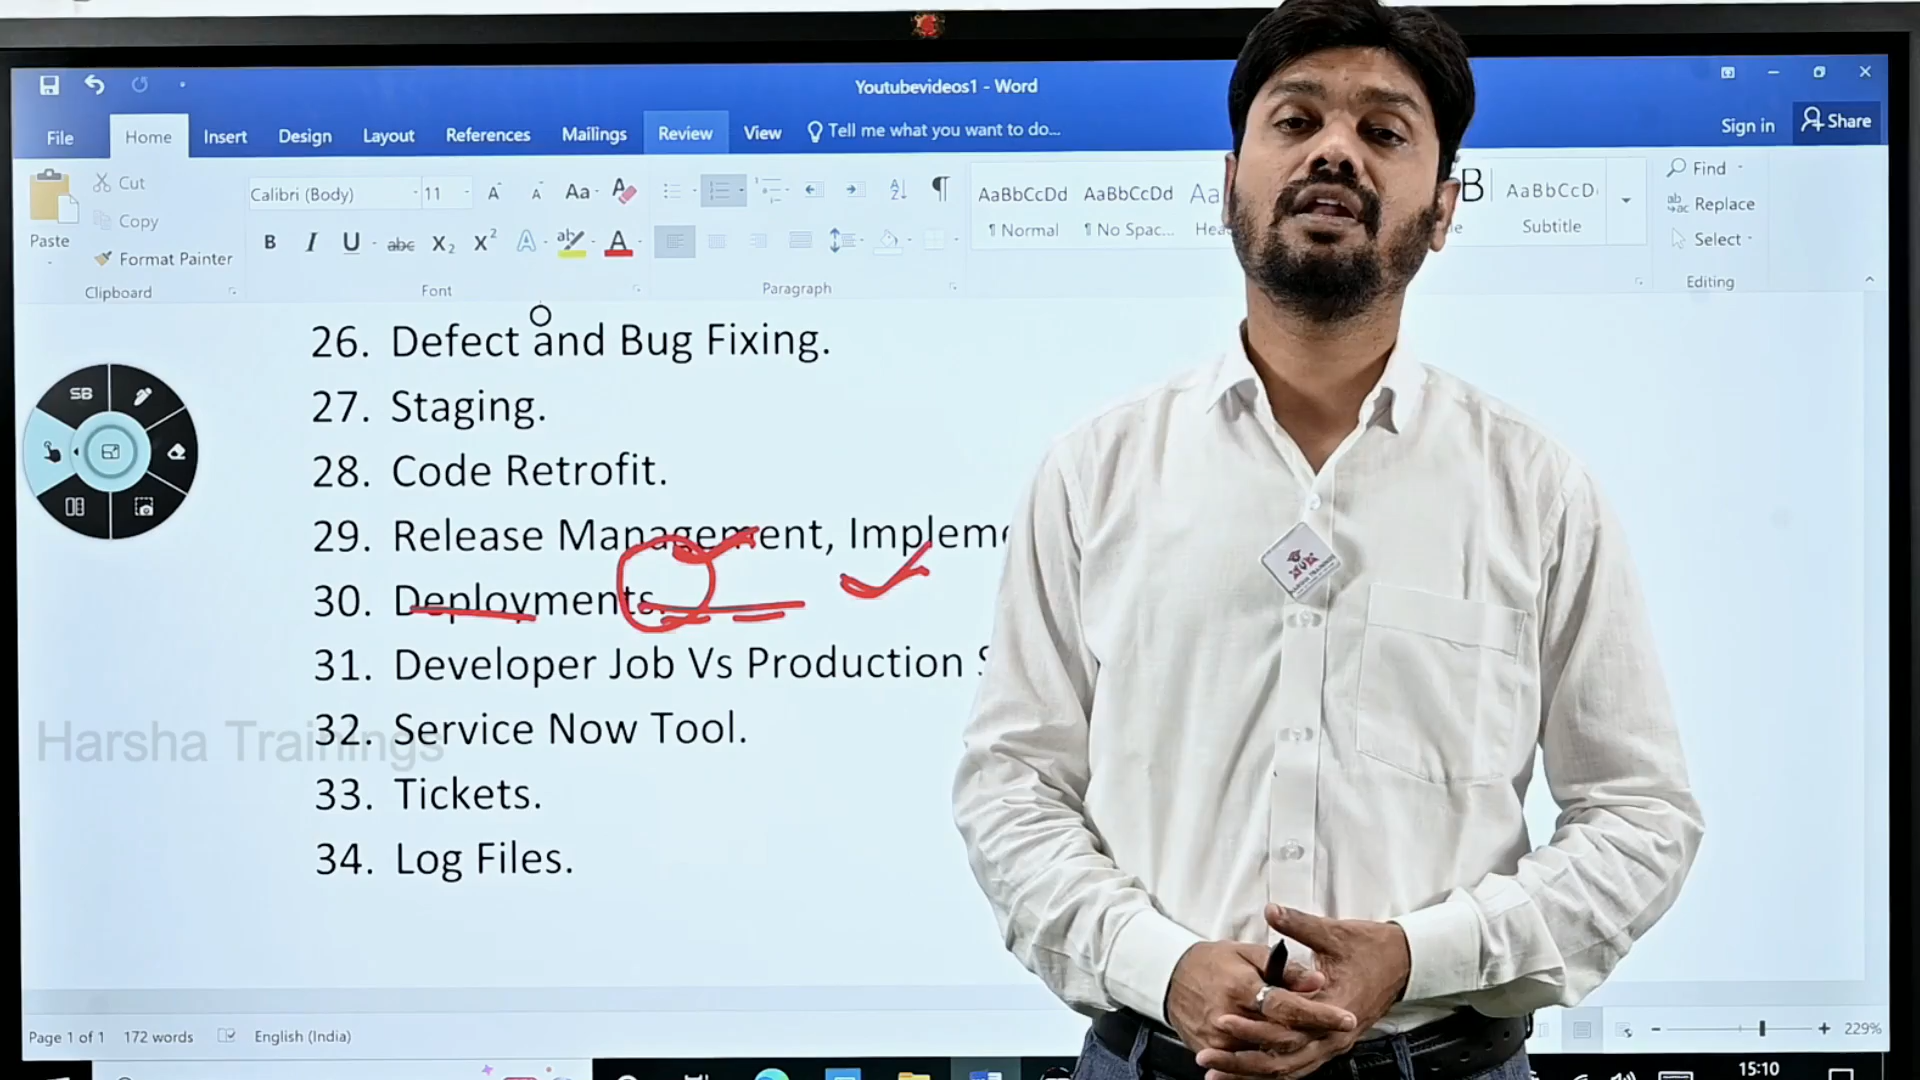 Youtubevideos1 - Word
File Home Insert Design Layout References Mailings Review View Tell me what you want to do... Sign in Share
Paste
Cut
Copy
Format Painter
Clipboard
Calibri (Body) 11
Font
Paragraph
AaBbCcDd AaBbCcDd
¶ Normal ¶ No Spac...
AaBbCcD
Subtitle
Find
Replace
Select
Editing
SB
26. Defect and Bug Fixing.
27. Staging.
28. Code Retrofit.
29. Release Management, Implem
30. Deployments.
31. Developer Job Vs Production S
32. Service Now Tool.
33. Tickets.
34. Log Files.
Harsha Trainings
Page 1 of 1 172 words English (India)
229%
15:10